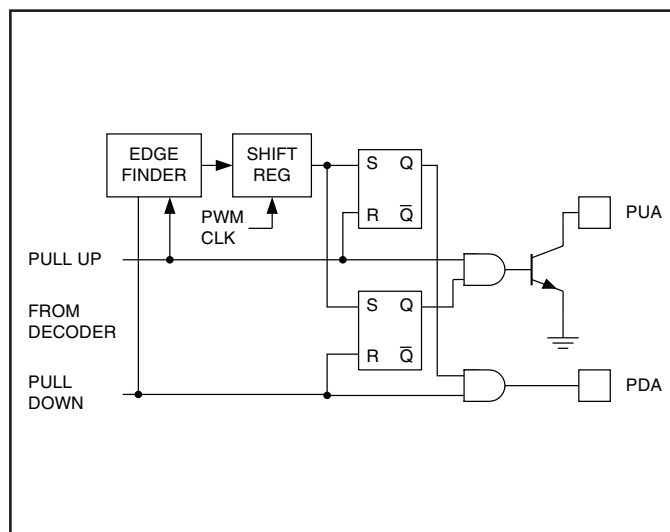 EDGE
FINDER
SHIFT
REG
PWM
CLK
S Q
R Q̅
PUA
PULL UP
FROM
DECODER
S Q
R Q̅
PULL
DOWN
PDA